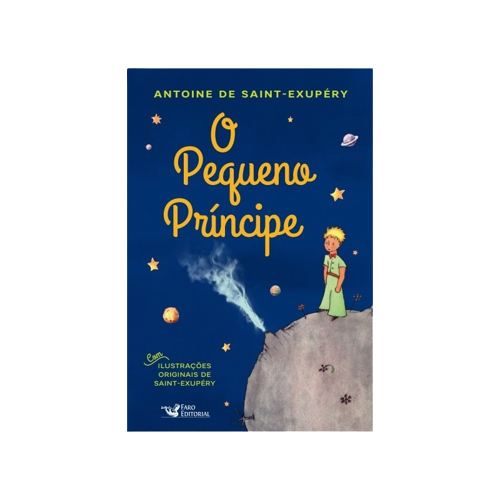 ANTOINE DE SAINT-EXUPÉRY
O
Pequeno
Príncipe
Com
ILUSTRAÇÕES
ORIGINAIS DE
SAINT-EXUPÉRY
FARO
EDITORIAL